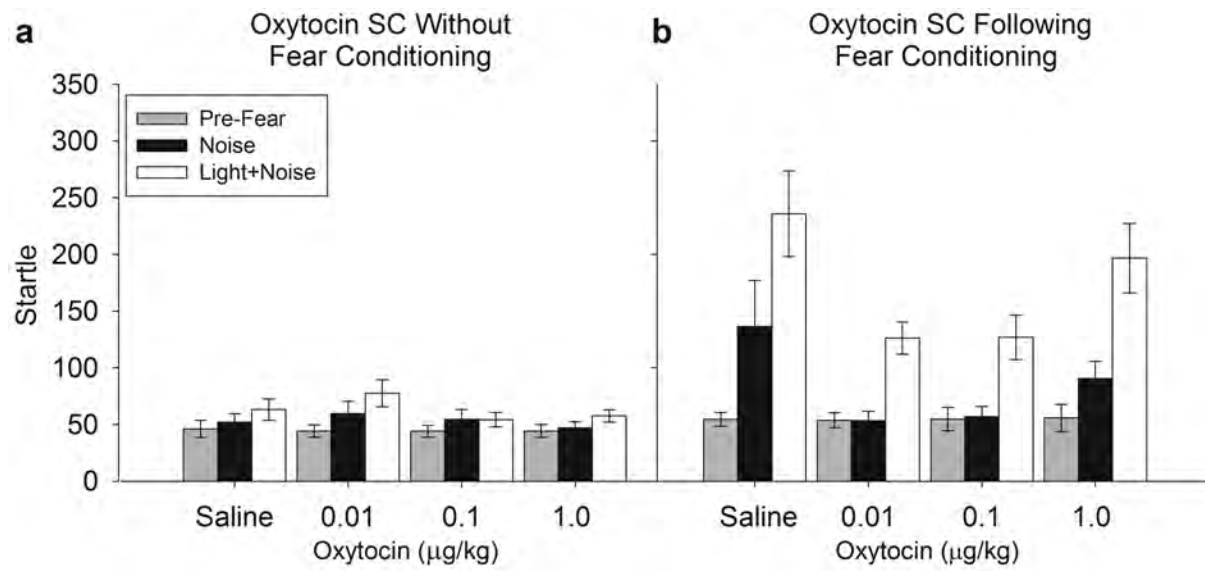 a
Oxytocin SC Without
Fear Conditioning
b
Oxytocin SC Following
Fear Conditioning
350
300
250
200
150
100
50
0
Startle
Pre-Fear
Noise
Light+Noise
Saline 0.01 0.1 1.0
Oxytocin (µg/kg)
Saline 0.01 0.1 1.0
Oxytocin (µg/kg)